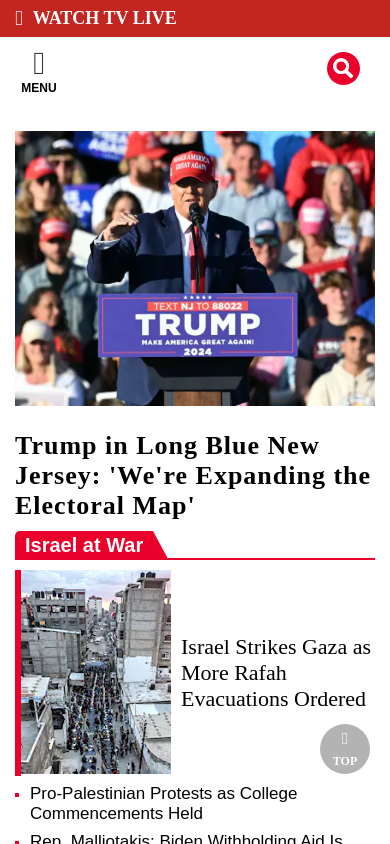 WATCH TV LIVE
MENU
MAKE AMERICA
GREAT AGAIN
TEXT NJ TO 88022
TRUMP
MAKE AMERICA GREAT AGAIN!
2024
Trump in Long Blue New
Jersey: 'We're Expanding the
Electoral Map'
Israel at War
Israel Strikes Gaza as
More Rafah
Evacuations Ordered
TOP
Pro-Palestinian Protests as College
Commencements Held
Rep. Malliotakis: Biden Withholding Aid Is